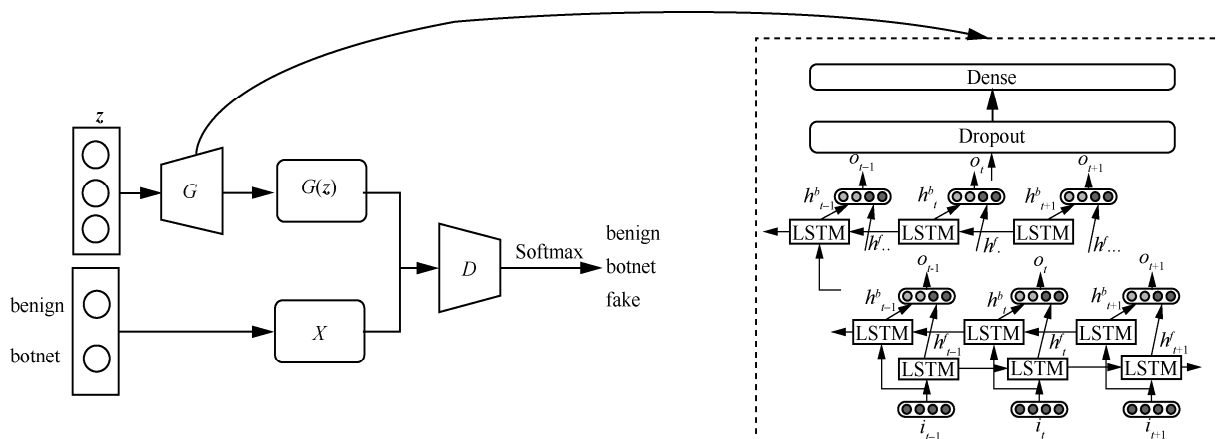 z
G
G(z)
benign
botnet
X
D
Softmax
benign
botnet
fake
Dense
Dropout
o_{t-1} o_t o_{t+1}
h^b_{t-1} h^b_t h^b_{t+1}
LSTM LSTM LSTM
h^f.. h^f. h^f...
o_{t-1} o_t o_{t+1}
h^b_{t-1} h^b_t h^b_{t+1}
LSTM LSTM LSTM
h^f_{t-1} h^f_t h^f_{t+1}
LSTM LSTM LSTM
i_{t-1} i_t i_{t+1}